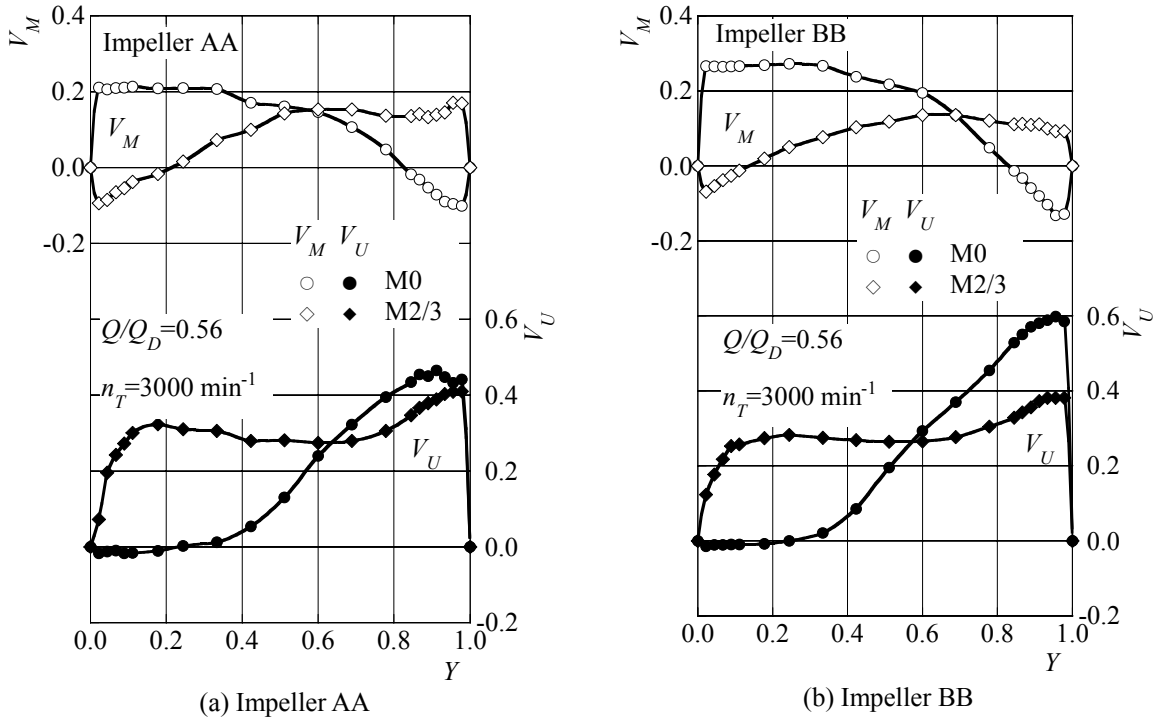 V_M
0.4
0.2
0.0
-0.2
Impeller AA
V_M
V_M V_U
M0
M2/3
Q/Q_D=0.56
n_T=3000 min⁻¹
V_U
0.6
0.4
0.2
0.0
-0.2
V_U
0.0 0.2 0.4 0.6 0.8 1.0
Y
(a) Impeller AA
V_M
0.4
0.2
0.0
-0.2
Impeller BB
V_M
V_M V_U
M0
M2/3
Q/Q_D=0.56
n_T=3000 min⁻¹
V_U
0.6
0.4
0.2
0.0
-0.2
V_U
0.0 0.2 0.4 0.6 0.8 1.0
Y
(b) Impeller BB